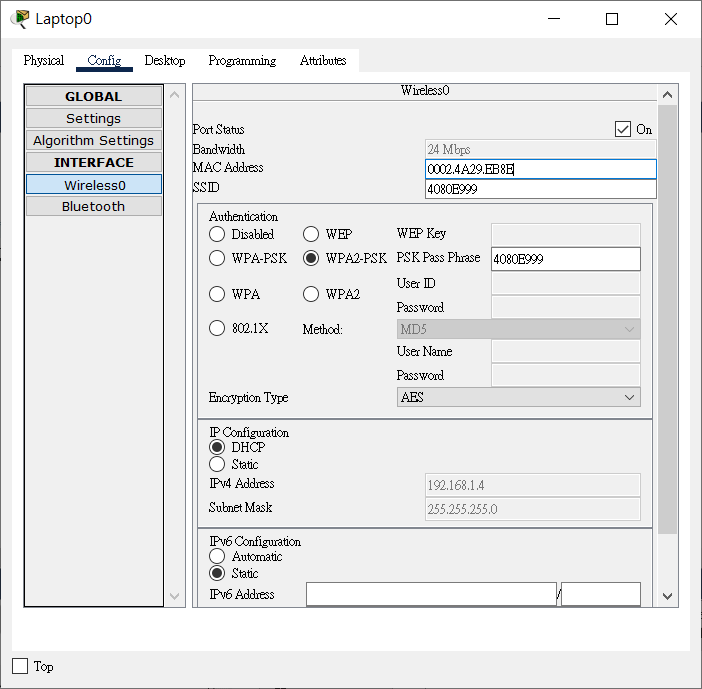 Laptop0
Physical Config Desktop Programming Attributes
GLOBAL
Settings
Algorithm Settings
INTERFACE
Wireless0
Bluetooth
Wireless0
Port Status On
Bandwidth 24 Mbps
MAC Address 0002.4A29.EB8E
SSID 4080E999
Authentication
Disabled WEP WEP Key
WPA-PSK WPA2-PSK PSK Pass Phrase 4080E999
User ID
WPA WPA2
Password
802.1X Method: MD5
User Name
Password
Encryption Type AES
IP Configuration
DHCP
Static
IPv4 Address 192.168.1.4
Subnet Mask 255.255.255.0
IPv6 Configuration
Automatic
Static
IPv6 Address /
Top